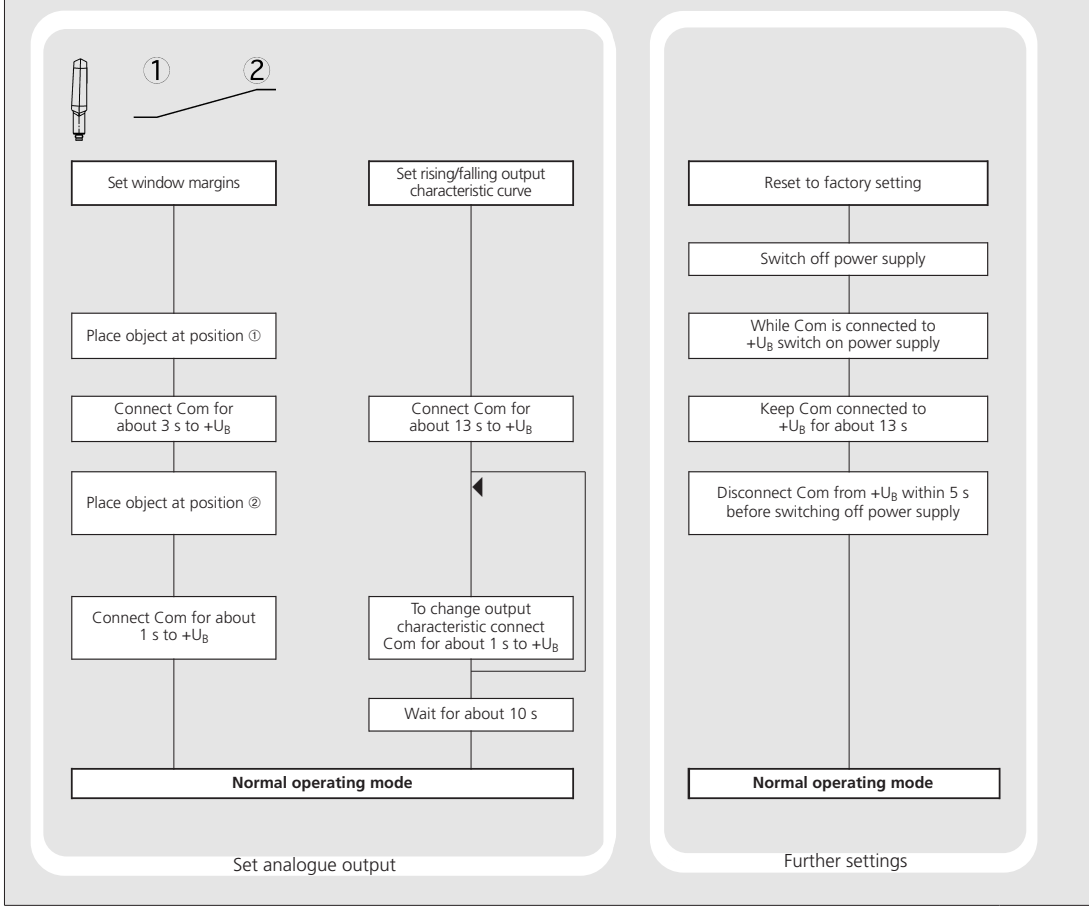 ① ②
Set window margins
Place object at position ①
Connect Com for
about 3 s to +UB
Place object at position ②
Connect Com for about
1 s to +UB
Set rising/falling output
characteristic curve
Connect Com for
about 13 s to +UB
To change output
characteristic connect
Com for about 1 s to +UB
Wait for about 10 s
Normal operating mode
Set analogue output
Reset to factory setting
Switch off power supply
While Com is connected to
+UB switch on power supply
Keep Com connected to
+UB for about 13 s
Disconnect Com from +UB within 5 s
before switching off power supply
Normal operating mode
Further settings